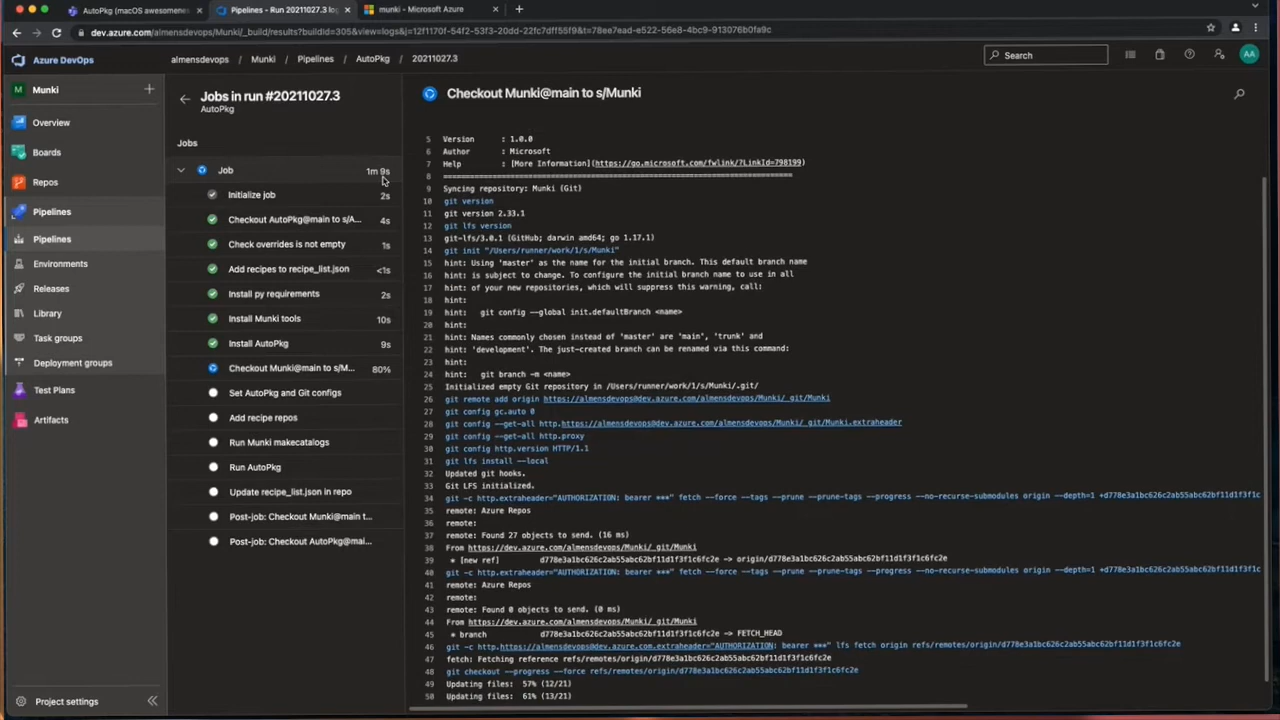 AutoPkg (macOS awesomenes
Pipelines - Run 20211027.3 lo
munki - Microsoft Azure
dev.azure.com/almensdevops/Munki/_build/results?buildId=305&view=logs&j=12f1170f-54f2-53f3-20dd-22fc7dff55f9&t=78ee7ead-e522-56e8-4bc9-913076b0fa9c
Azure DevOps
almensdevops / Munki / Pipelines / AutoPkg / 20211027.3
Search
AA
M Munki
Overview
Boards
Repos
Pipelines
Pipelines
Environments
Releases
Library
Task groups
Deployment groups
Test Plans
Artifacts
Project settings
Jobs in run #20211027.3
AutoPkg
Jobs
Job 1m 9s
Initialize job 2s
Checkout AutoPkg@main to s/A... 4s
Check overrides is not empty 1s
Add recipes to recipe_list.json <1s
Install py requirements 2s
Install Munki tools 10s
Install AutoPkg 9s
Checkout Munki@main to s/M... 80%
Set AutoPkg and Git configs
Add recipe repos
Run Munki makecatalogs
Run AutoPkg
Update recipe_list.json in repo
Post-job: Checkout Munki@main t...
Post-job: Checkout AutoPkg@mai...
Checkout Munki@main to s/Munki
5 Version : 1.0.0
6 Author : Microsoft
7 Help : [More Information](https://go.microsoft.com/fwlink/?LinkId=798199)
8 ==============================================================================
9 Syncing repository: Munki (Git)
10 git version
11 git version 2.33.1
12 git lfs version
13 git-lfs/3.0.1 (GitHub; darwin amd64; go 1.17.1)
14 git init "/Users/runner/work/1/s/Munki"
15 hint: Using 'master' as the name for the initial branch. This default branch name
16 hint: is subject to change. To configure the initial branch name to use in all
17 hint: of your new repositories, which will suppress this warning, call:
18 hint:
19 hint: git config --global init.defaultBranch <name>
20 hint:
21 hint: Names commonly chosen instead of 'master' are 'main', 'trunk' and
22 hint: 'development'. The just-created branch can be renamed via this command:
23 hint:
24 hint: git branch -m <name>
25 Initialized empty Git repository in /Users/runner/work/1/s/Munki/.git/
26 git remote add origin https://almensdevops@dev.azure.com/almensdevops/Munki/_git/Munki
27 git config gc.auto 0
28 git config --get-all http.https://almensdevops@dev.azure.com/almensdevops/Munki/_git/Munki.extraheader
29 git config --get-all http.proxy
30 git config http.version HTTP/1.1
31 git lfs install --local
32 Updated git hooks.
33 Git LFS initialized.
34 git -c http.extraheader="AUTHORIZATION: bearer ***" fetch --force --tags --prune --prune-tags --progress --no-recurse-submodules origin --depth=1 +d778e3a1bc626c2ab55abc62bf11d1f3f1c
35 remote: Azure Repos
36 remote:
37 remote: Found 27 objects to send. (16 ms)
38 From https://dev.azure.com/almensdevops/Munki/_git/Munki
39 * [new ref] d778e3a1bc626c2ab55abc62bf11d1f3f1c6fc2e -> origin/d778e3a1bc626c2ab55abc62bf11d1f3f1c6fc2e
40 git -c http.extraheader="AUTHORIZATION: bearer ***" fetch --force --tags --prune --prune-tags --progress --no-recurse-submodules origin --depth=1 +d778e3a1bc626c2ab55abc62bf11d1f3f1c
41 remote: Azure Repos
42 remote:
43 remote: Found 0 objects to send. (0 ms)
44 From https://dev.azure.com/almensdevops/Munki/_git/Munki
45 * branch d778e3a1bc626c2ab55abc62bf11d1f3f1c6fc2e -> FETCH_HEAD
46 git -c http.https://almensdevops@dev.azure.com.extraheader="AUTHORIZATION: bearer ***" lfs fetch origin refs/remotes/origin/d778e3a1bc626c2ab55abc62bf11d1f3f1c6fc2e
47 fetch: Fetching reference refs/remotes/origin/d778e3a1bc626c2ab55abc62bf11d1f3f1c6fc2e
48 git checkout --progress --force refs/remotes/origin/d778e3a1bc626c2ab55abc62bf11d1f3f1c6fc2e
49 Updating files: 57% (12/21)
50 Updating files: 61% (13/21)